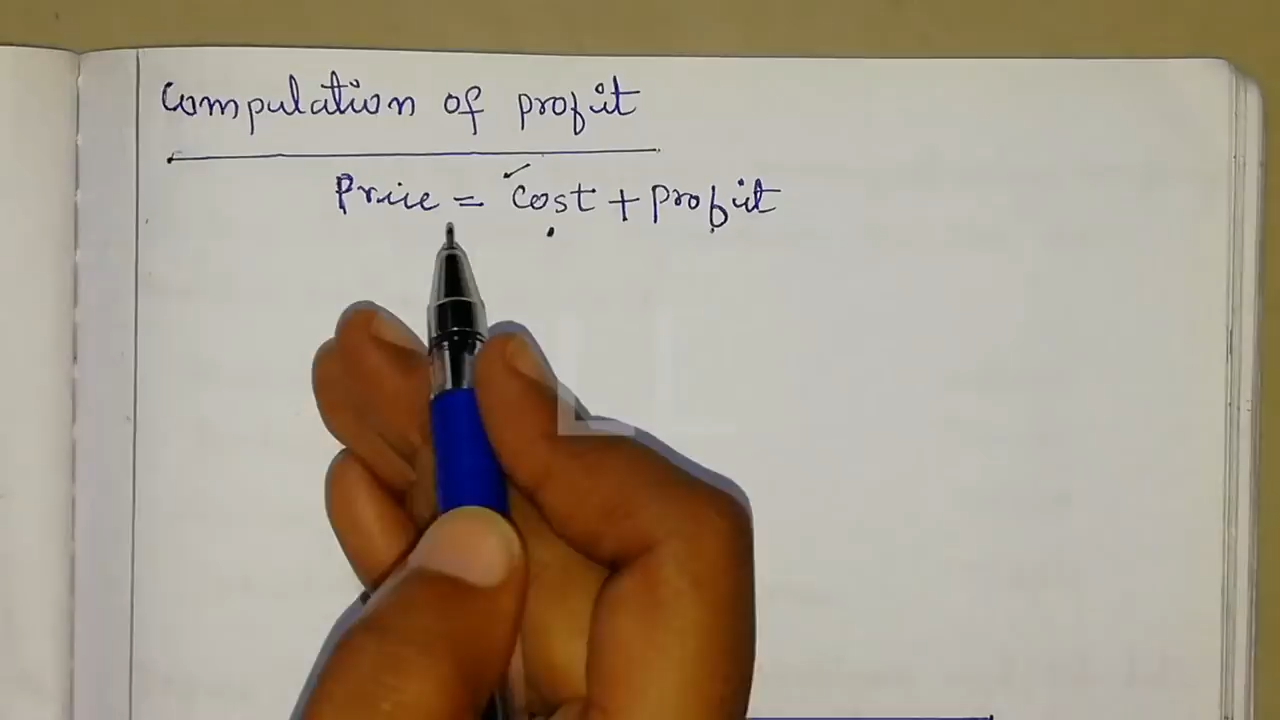 Computation of profit
Price = cost + profit